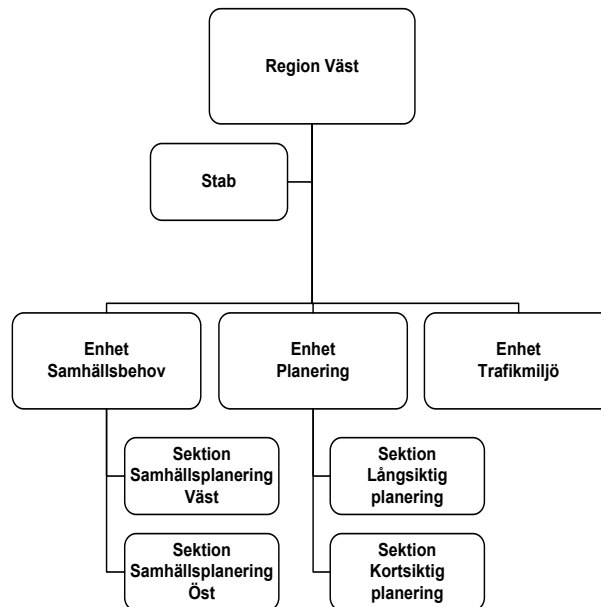 Region Väst
Stab
Enhet
Samhällsbehov
Enhet
Planering
Enhet
Trafikmiljö
Sektion
Samhällsplanering
Väst
Sektion
Långsiktig
planering
Sektion
Samhällsplanering
Öst
Sektion
Kortsiktig
planering